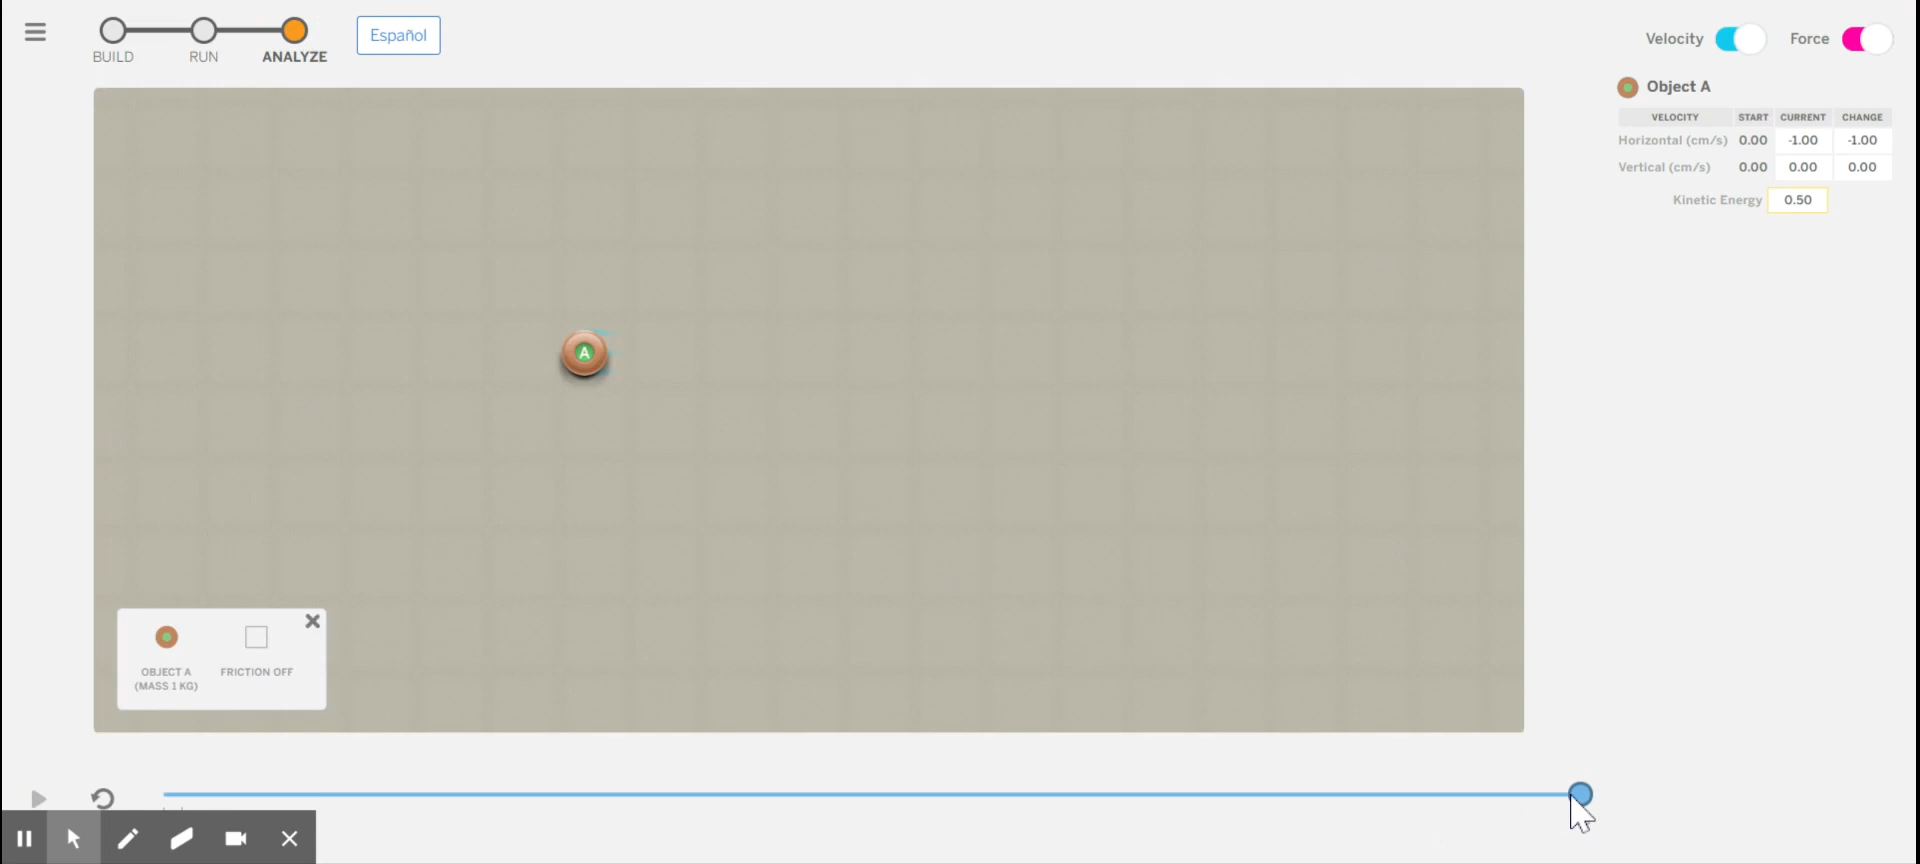 BUILD
RUN
ANALYZE
Español
Velocity
Force
Object A
VELOCITY START CURRENT CHANGE
Horizontal (cm/s) 0.00 -1.00 -1.00
Vertical (cm/s) 0.00 0.00 0.00
Kinetic Energy 0.50
A
OBJECT A
(MASS 1 KG)
FRICTION OFF